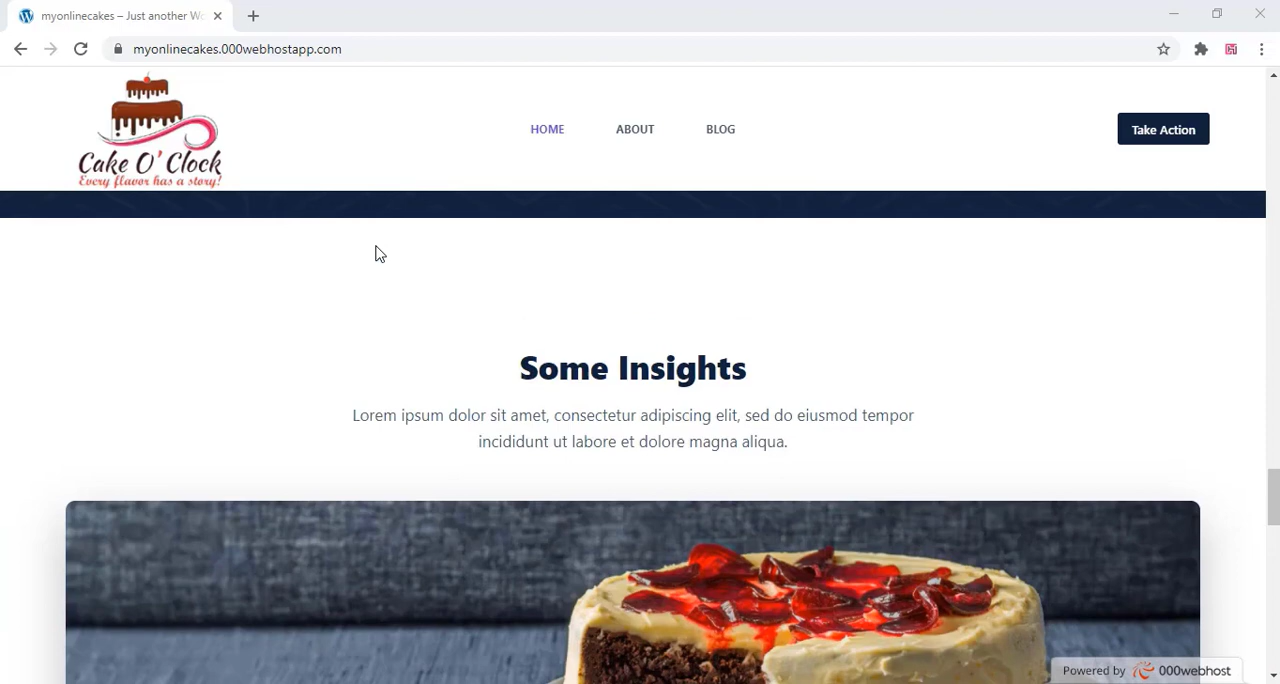 myonlinecakes – Just another Wo
myonlinecakes.000webhostapp.com
Cake O' Clock
Every flavor has a story!
HOME
ABOUT
BLOG
Take Action
Some Insights
Lorem ipsum dolor sit amet, consectetur adipiscing elit, sed do eiusmod tempor
incididunt ut labore et dolore magna aliqua.
Powered by 000webhost